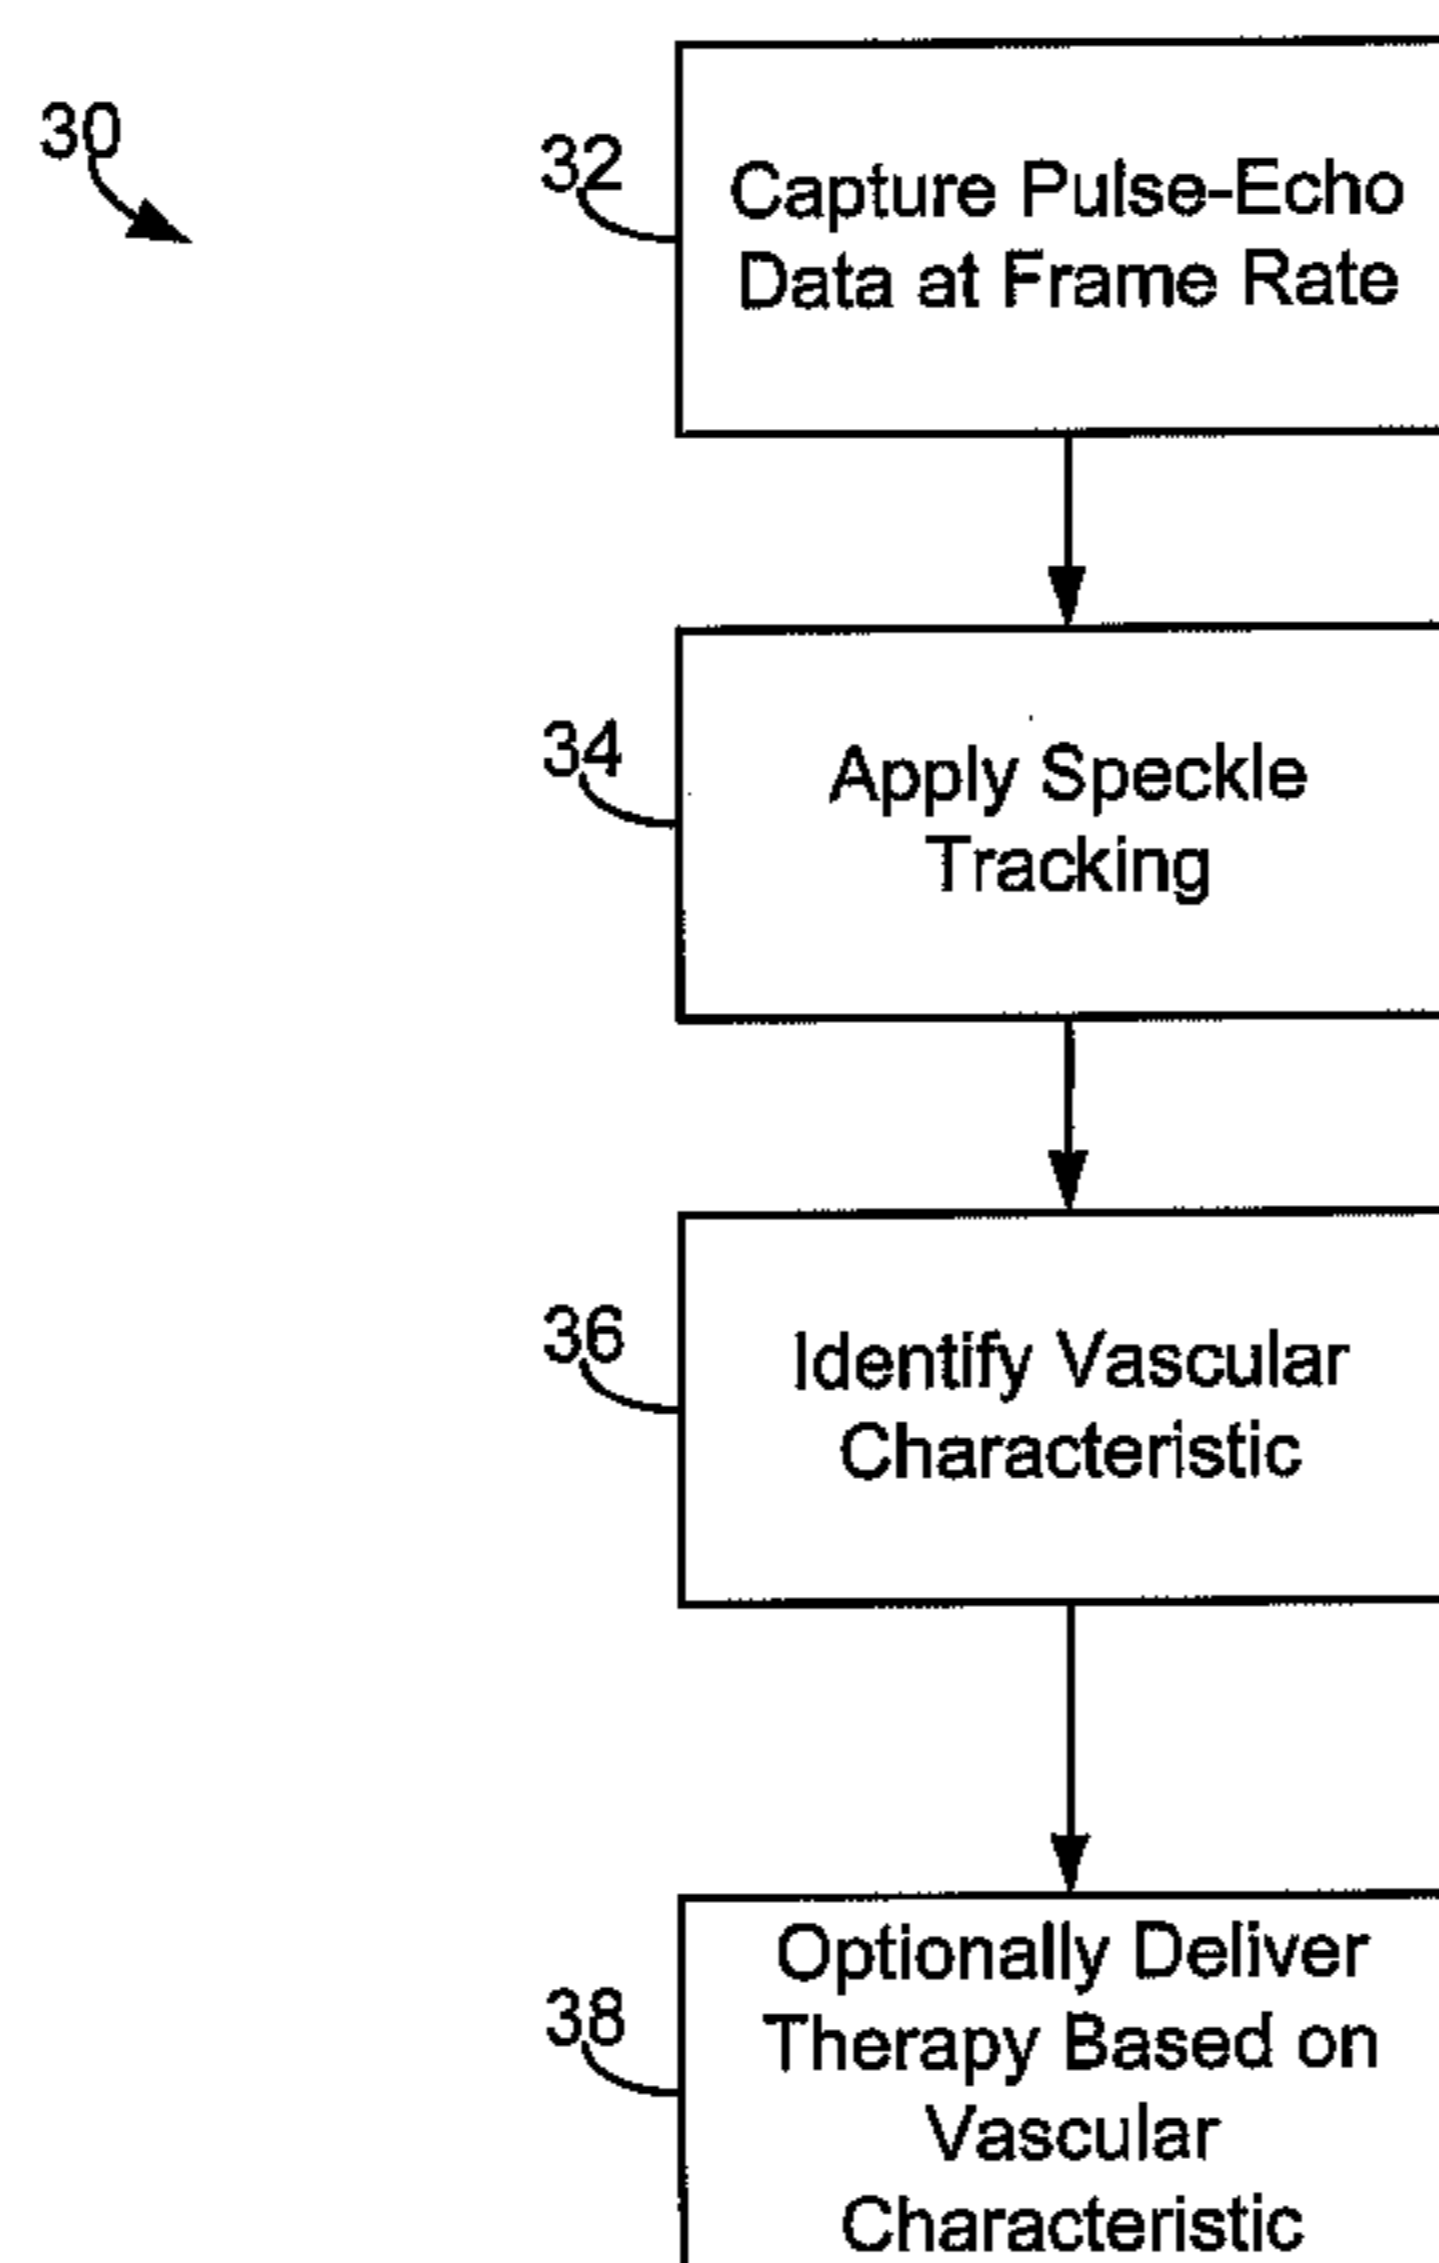 30
32
Capture Pulse-Echo
Data at Frame Rate
34
Apply Speckle
Tracking
36
Identify Vascular
Characteristic
38
Optionally Deliver
Therapy Based on
Vascular
Characteristic